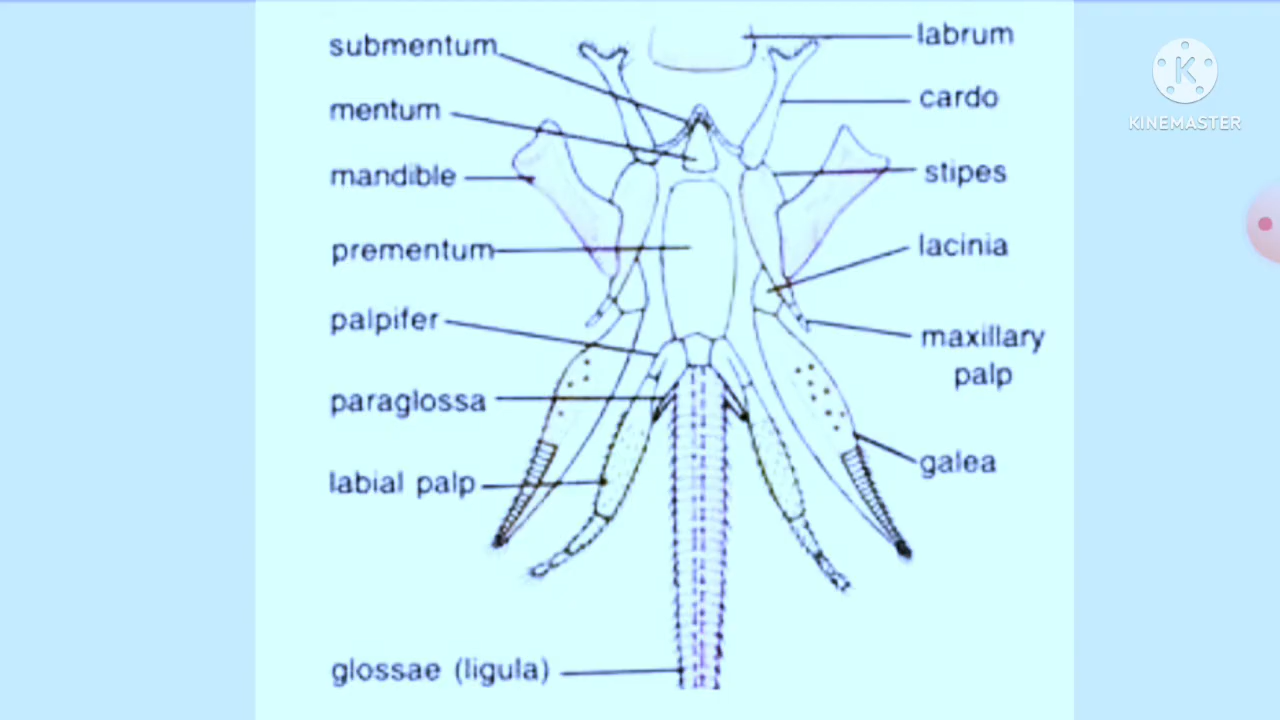 submentum
mentum
mandible
prementum
palpifer
paraglossa
labial palp
glossae (ligula)
labrum
cardo
stipes
lacinia
maxillary
palp
galea
K
KINEMASTER